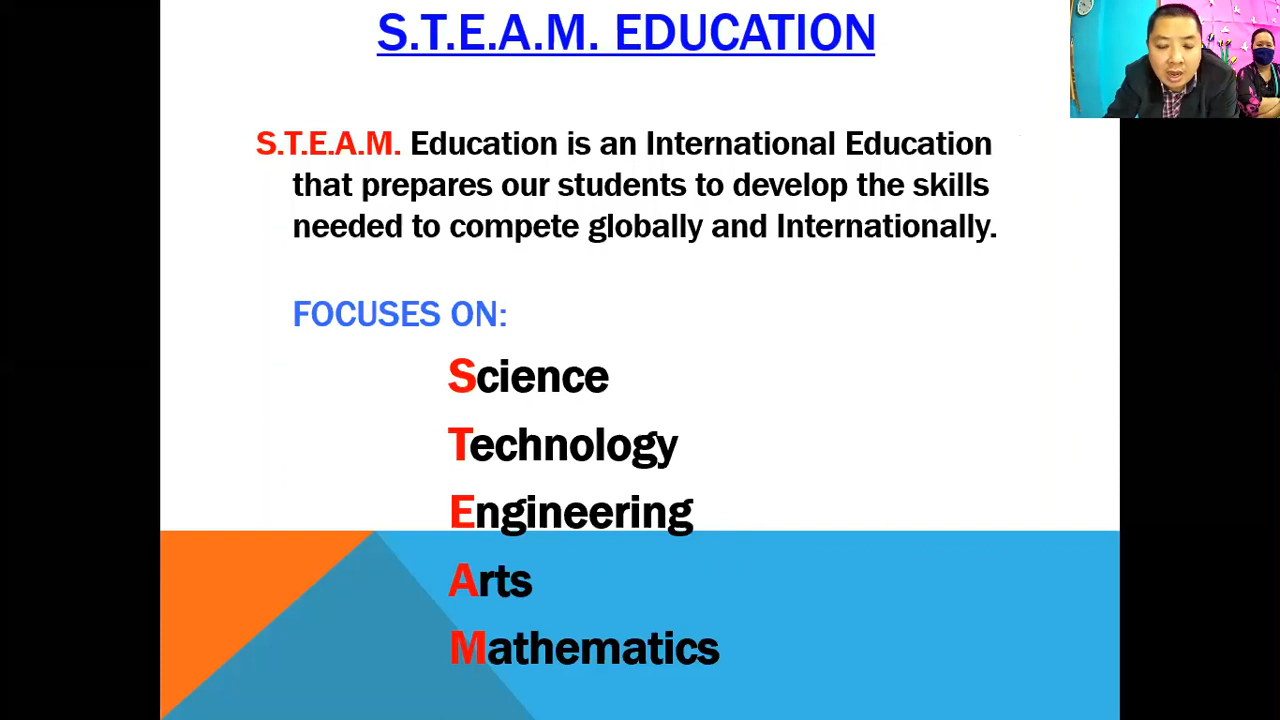 S.T.E.A.M. EDUCATION
S.T.E.A.M. Education is an International Education
that prepares our students to develop the skills
needed to compete globally and Internationally.
FOCUSES ON:
Science
Technology
Engineering
Arts
Mathematics